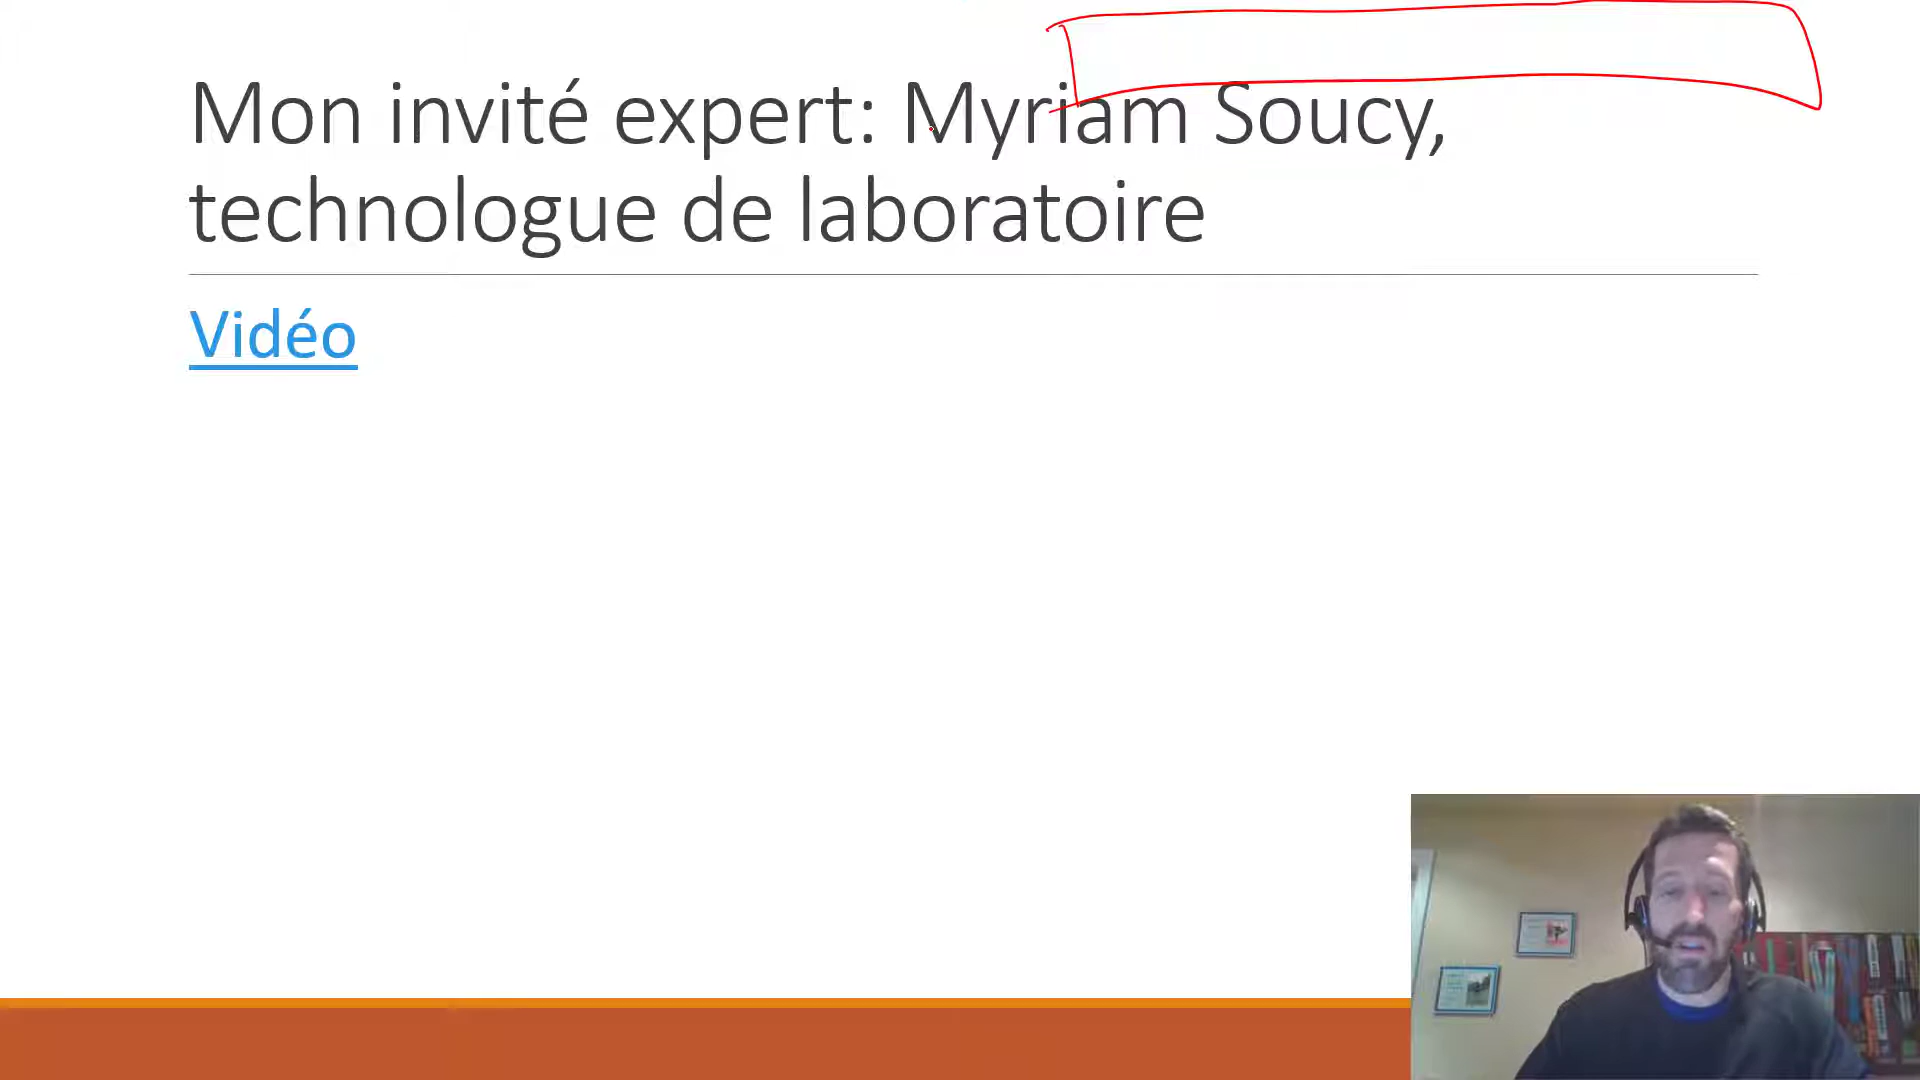 Mon invité expert: Myriam Soucy,
technologue de laboratoire
Vidéo